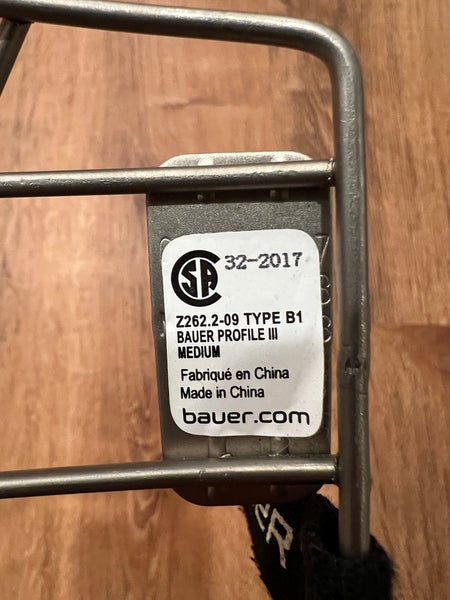 CSA 32-2017
Z262.2-09 TYPE B1
BAUER PROFILE III
MEDIUM
Fabriqué en China
Made in China
bauer.com